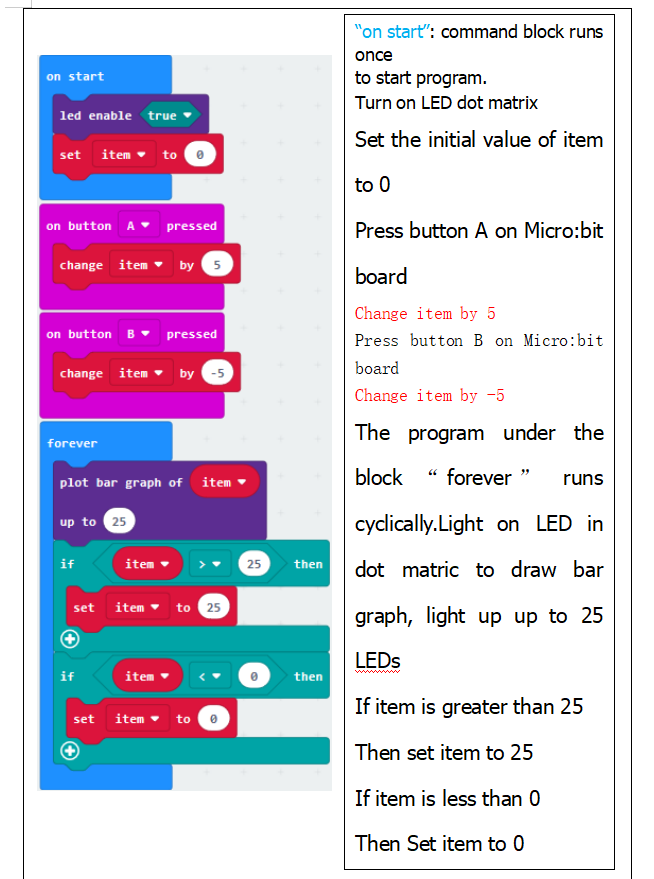 on start
led enable true
set item to 0
on button A pressed
change item by 5
on button B pressed
change item by -5
forever
plot bar graph of item
up to 25
if item > 25 then
set item to 25
if item < 0 then
set item to 0
“on start”: command block runs
once
to start program.
Turn on LED dot matrix
Set the initial value of item
to 0
Press button A on Micro:bit
board
Change item by 5
Press button B on Micro:bit
board
Change item by -5
The program under the
block “forever” runs
cyclically.Light on LED in
dot matric to draw bar
graph, light up up to 25
LEDs
If item is greater than 25
Then set item to 25
If item is less than 0
Then Set item to 0